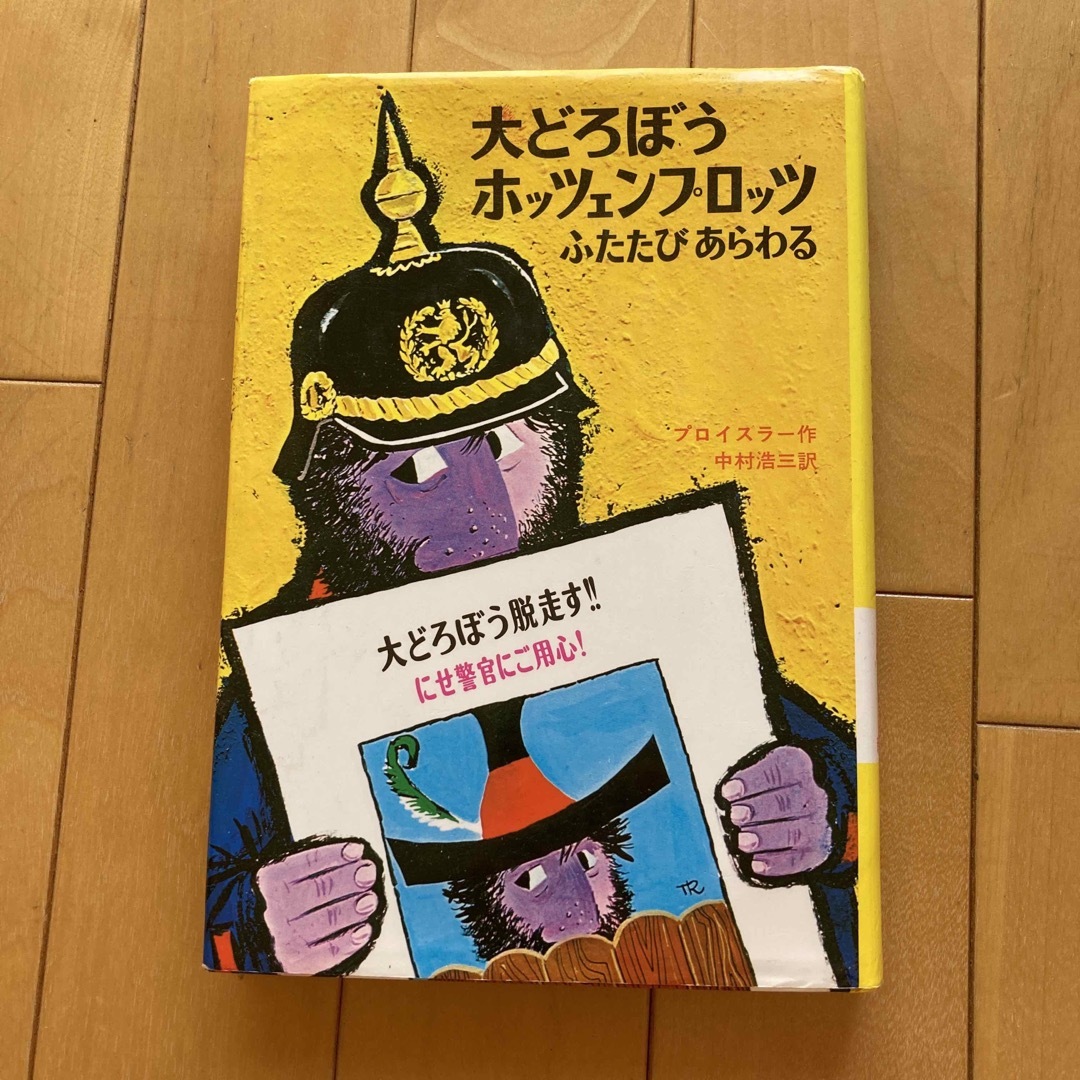 大どろぼう
ホッツェンプロッツ
ふたたび あらわる
プロイスラー作
中村浩三訳
大どろぼう脱走す!!
にせ警官にご用心!
TR